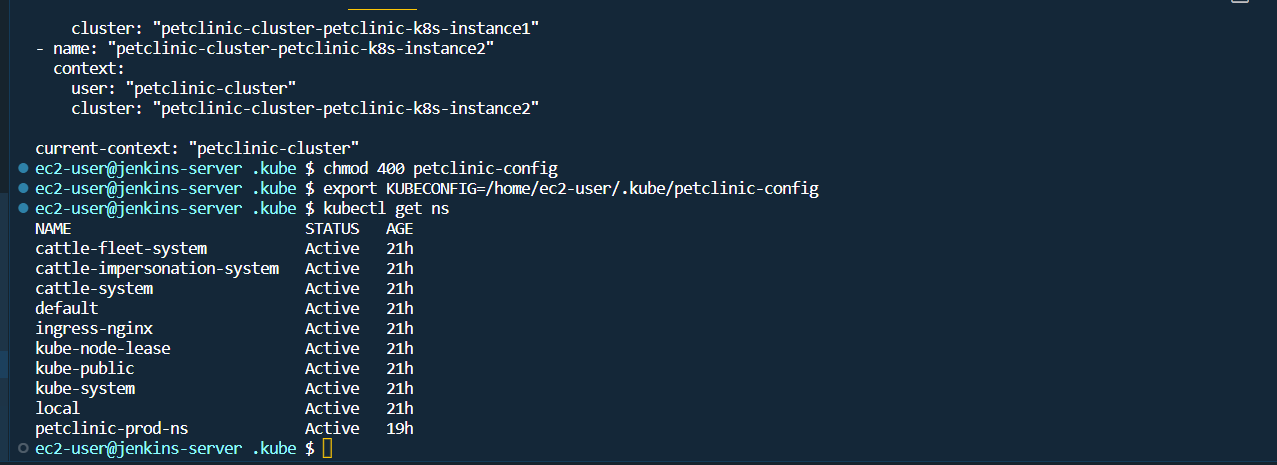 cluster: "petclinic-cluster-petclinic-k8s-instance1"
- name: "petclinic-cluster-petclinic-k8s-instance2"
  context:
    user: "petclinic-cluster"
    cluster: "petclinic-cluster-petclinic-k8s-instance2"
current-context: "petclinic-cluster"
ec2-user@jenkins-server .kube $ chmod 400 petclinic-config
ec2-user@jenkins-server .kube $ export KUBECONFIG=/home/ec2-user/.kube/petclinic-config
ec2-user@jenkins-server .kube $ kubectl get ns
NAME                          STATUS   AGE
cattle-fleet-system           Active   21h
cattle-impersonation-system   Active   21h
cattle-system                 Active   21h
default                       Active   21h
ingress-nginx                 Active   21h
kube-node-lease               Active   21h
kube-public                   Active   21h
kube-system                   Active   21h
local                         Active   21h
petclinic-prod-ns             Active   19h
ec2-user@jenkins-server .kube $